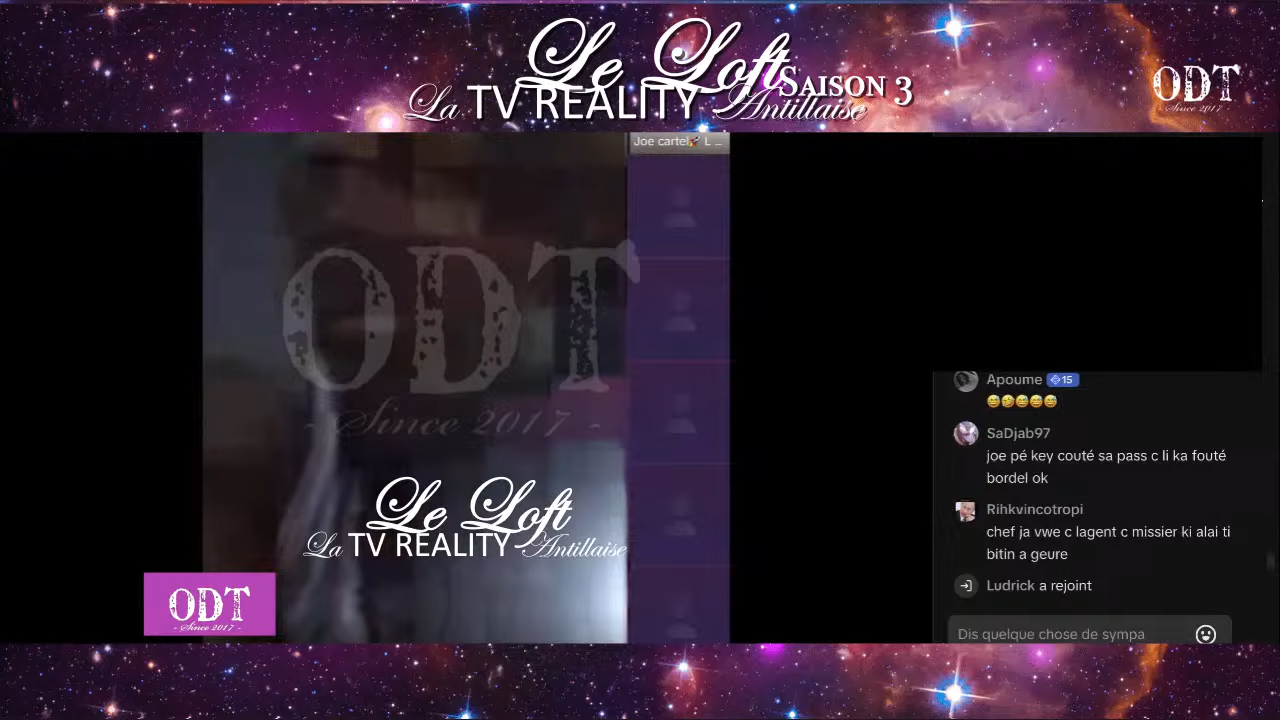 Le Loft Saison 3
La TV REALITY Antillaise
ODT
- Since 2017 -
Joe cartel🚀 L ...
ODT
- Since 2017 -
Le Loft
La TV REALITY Antillaise
ODT
- Since 2017 -
Apoume 15
😅🤣😅😅😅
SaDjab97
joe pé key couté sa pass c li ka fouté
bordel ok
Rihkvincotropi
chef ja vwe c lagent c missier ki alai ti
bitin a geure
Ludrick a rejoint
Dis quelque chose de sympa